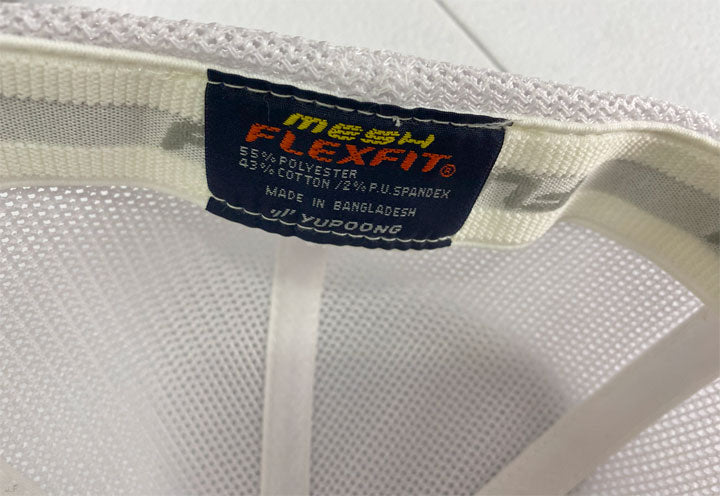 MESH
FLEXFIT®
55% POLYESTER
43% COTTON /2% P.U.SPANDEX
MADE IN BANGLADESH
YUPOONG